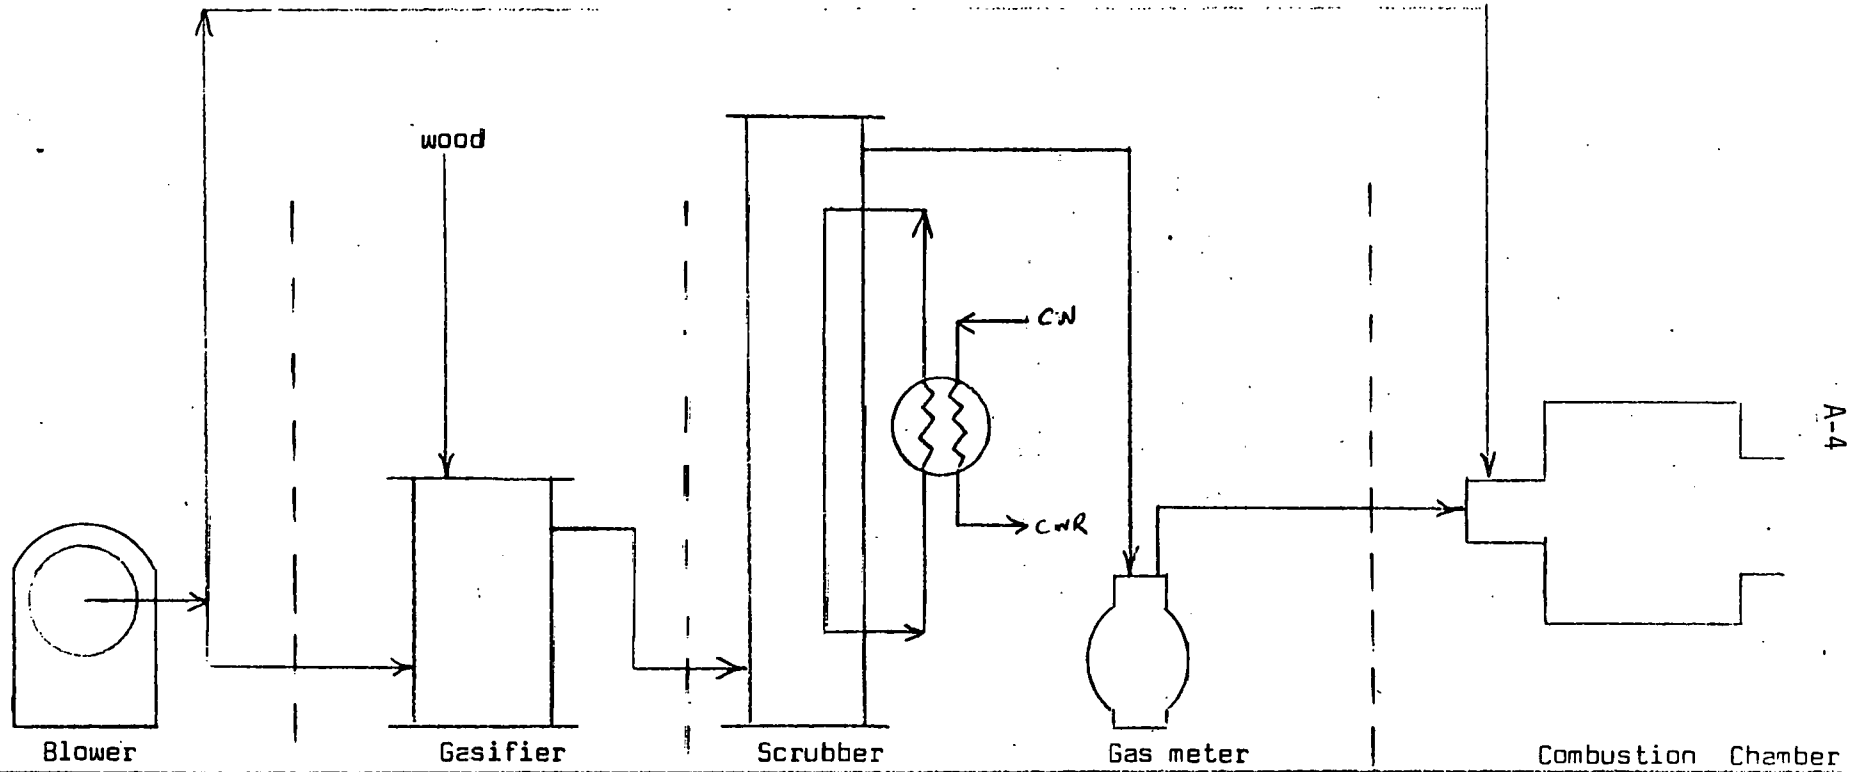 wood
CW
CWR
A-4
Blower
Gasifier
Scrubber
Gas meter
Combustion Chamber